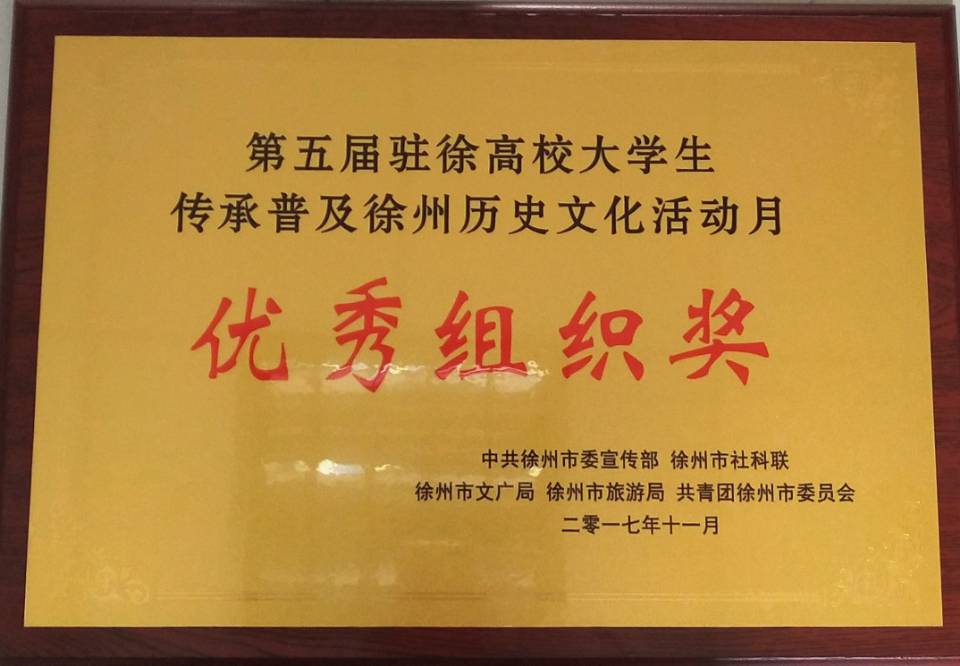 第五届驻徐高校大学生
传承普及徐州历史文化活动月
优秀组织奖
中共徐州市委宣传部 徐州市社科联
徐州市文广局 徐州市旅游局 共青团徐州市委员会
二零一七年十一月